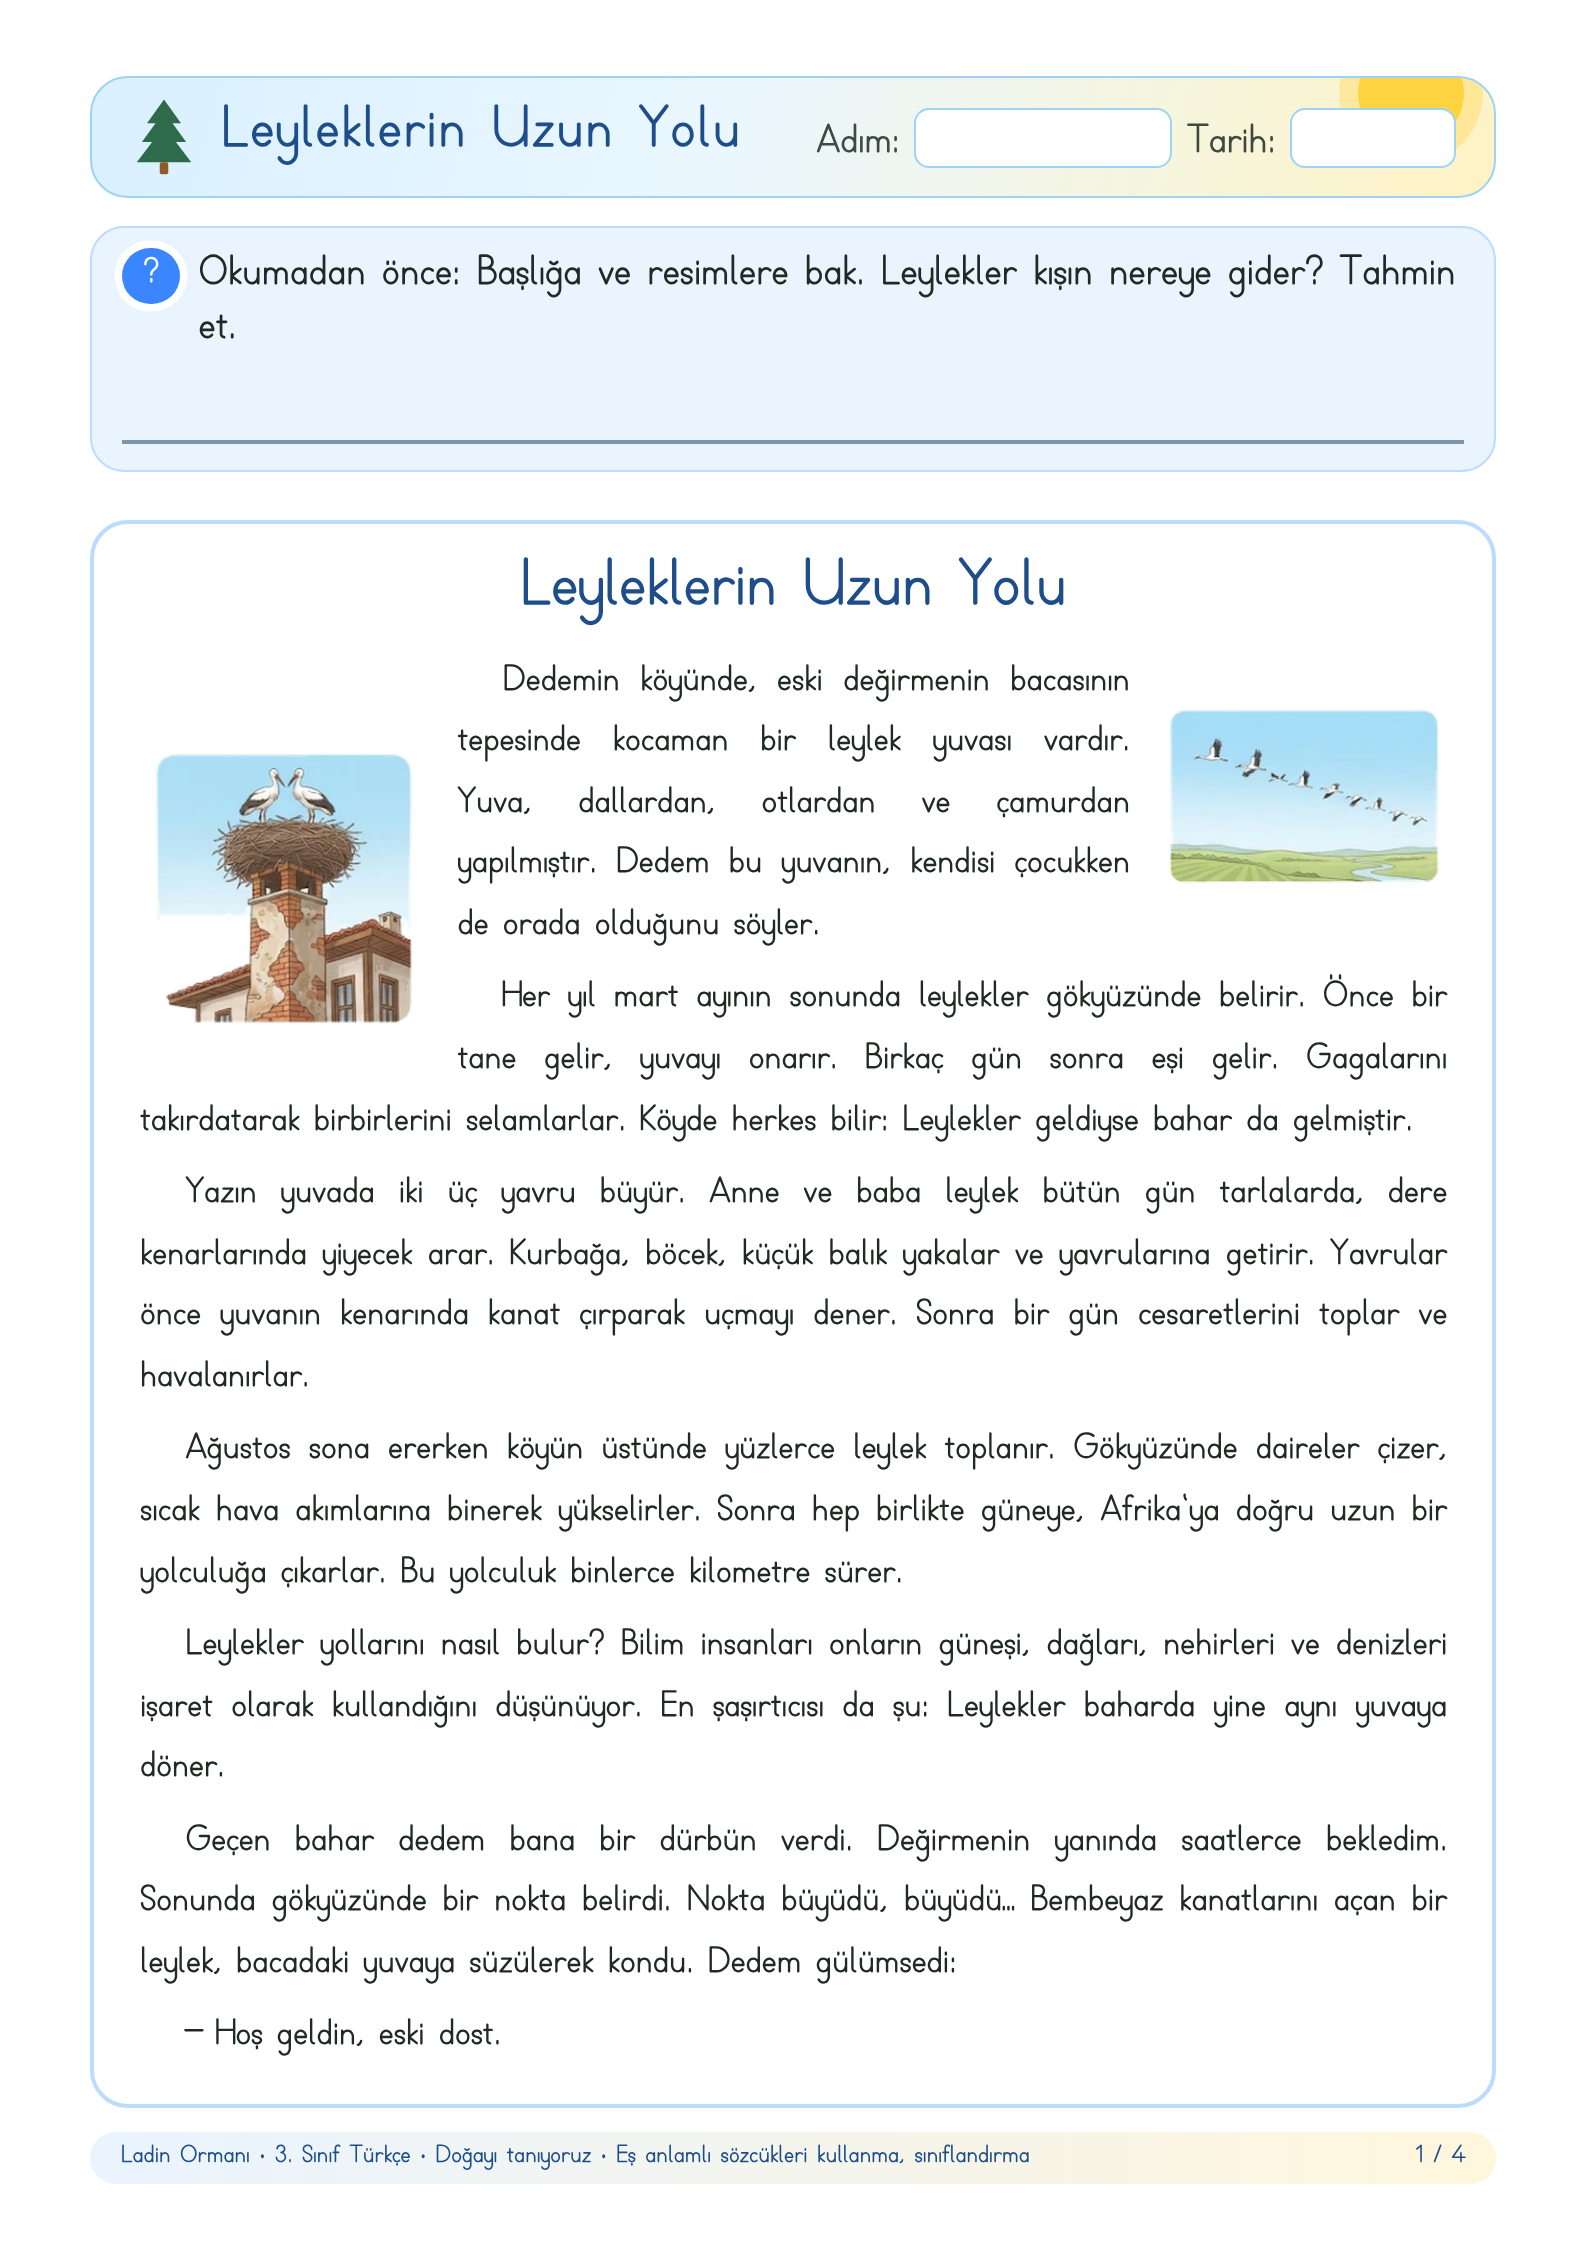 Leyleklerin Uzun Yolu
Adım:
Tarih:
?
Okumadan önce: Başlığa ve resimlere bak. Leylekler kışın nereye gider? Tahmin
et.
Leyleklerin Uzun Yolu
Dedemin köyünde, eski değirmenin bacasının
tepesinde kocaman bir leylek yuvası vardır.
Yuva, dallardan, otlardan ve çamurdan
yapılmıştır. Dedem bu yuvanın, kendisi çocukken
de orada olduğunu söyler.
Her yıl mart ayının sonunda leylekler gökyüzünde belirir. Önce bir
tane gelir, yuvayı onarır. Birkaç gün sonra eşi gelir. Gagalarını
takırdatarak birbirlerini selamlarlar. Köyde herkes bilir: Leylekler geldiyse bahar da gelmiştir.
Yazın yuvada iki üç yavru büyür. Anne ve baba leylek bütün gün tarlalarda, dere
kenarlarında yiyecek arar. Kurbağa, böcek, küçük balık yakalar ve yavrularına getirir. Yavrular
önce yuvanın kenarında kanat çırparak uçmayı dener. Sonra bir gün cesaretlerini toplar ve
havalanırlar.
Ağustos sona ererken köyün üstünde yüzlerce leylek toplanır. Gökyüzünde daireler çizer,
sıcak hava akımlarına binerek yükselirler. Sonra hep birlikte güneye, Afrika‛ya doğru uzun bir
yolculuğa çıkarlar. Bu yolculuk binlerce kilometre sürer.
Leylekler yollarını nasıl bulur? Bilim insanları onların güneşi, dağları, nehirleri ve denizleri
işaret olarak kullandığını düşünüyor. En şaşırtıcısı da şu: Leylekler baharda yine aynı yuvaya
döner.
Geçen bahar dedem bana bir dürbün verdi. Değirmenin yanında saatlerce bekledim.
Sonunda gökyüzünde bir nokta belirdi. Nokta büyüdü, büyüdü… Bembeyaz kanatlarını açan bir
leylek, bacadaki yuvaya süzülerek kondu. Dedem gülümsedi:
– Hoş geldin, eski dost.
Ladin Ormanı • 3. Sınıf Türkçe • Doğayı tanıyoruz • Eş anlamlı sözcükleri kullanma, sınıflandırma
1 / 4